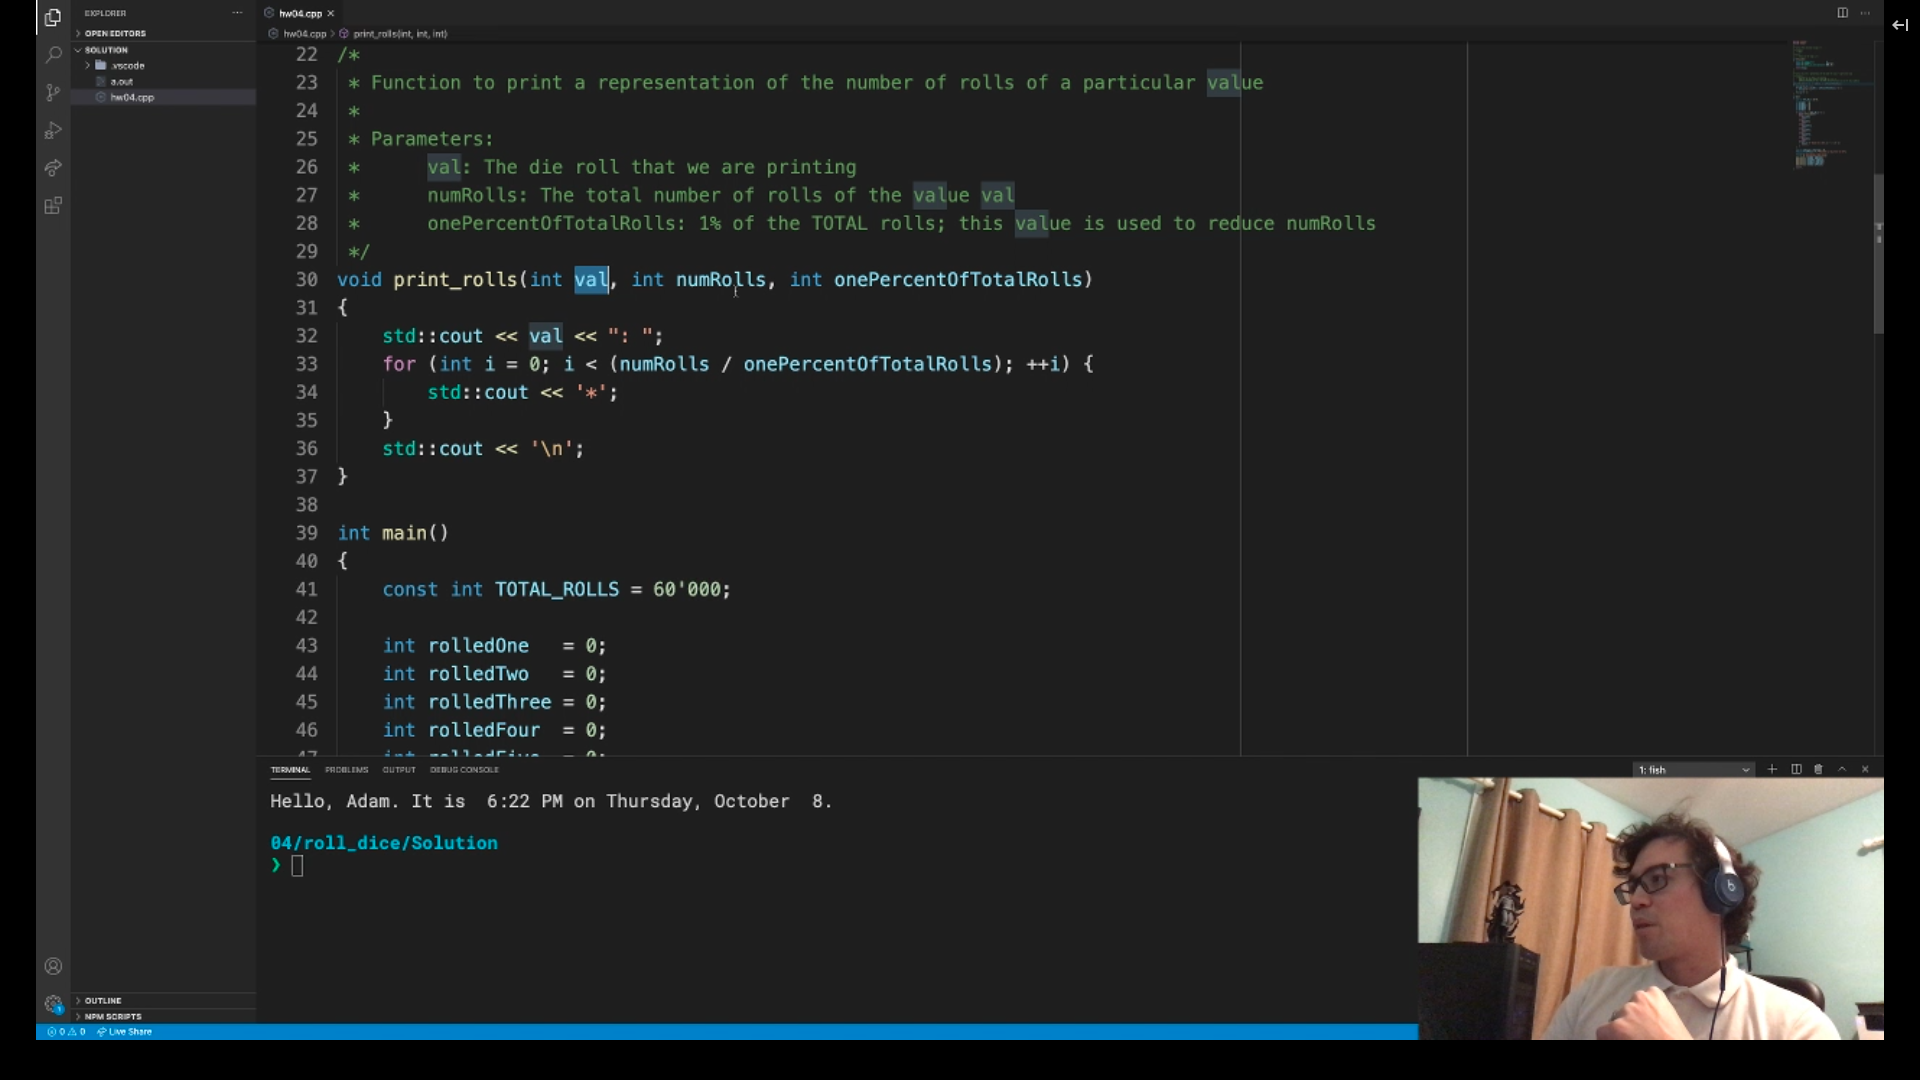 EXPLORER
OPEN EDITORS
SOLUTION
.vscode
a.out
hw04.cpp
OUTLINE
NPM SCRIPTS
hw04.cpp
hw04.cpp > print_rolls(int, int, int)
22 /*
23 * Function to print a representation of the number of rolls of a particular value
24 *
25 * Parameters:
26 * val: The die roll that we are printing
27 * numRolls: The total number of rolls of the value val
28 * onePercentOfTotalRolls: 1% of the TOTAL rolls; this value is used to reduce numRolls
29 */
30 void print_rolls(int val, int numRolls, int onePercentOfTotalRolls)
31 {
32 std::cout << val << ": ";
33 for (int i = 0; i < (numRolls / onePercentOfTotalRolls); ++i) {
34 std::cout << '*';
35 }
36 std::cout << '\n';
37 }
38
39 int main()
40 {
41 const int TOTAL_ROLLS = 60'000;
42
43 int rolledOne = 0;
44 int rolledTwo = 0;
45 int rolledThree = 0;
46 int rolledFour = 0;
47 int rolledFive = 0;
TERMINAL PROBLEMS OUTPUT DEBUG CONSOLE
1: fish
Hello, Adam. It is 6:22 PM on Thursday, October 8.
04/roll_dice/Solution
❯
0 0 Live Share